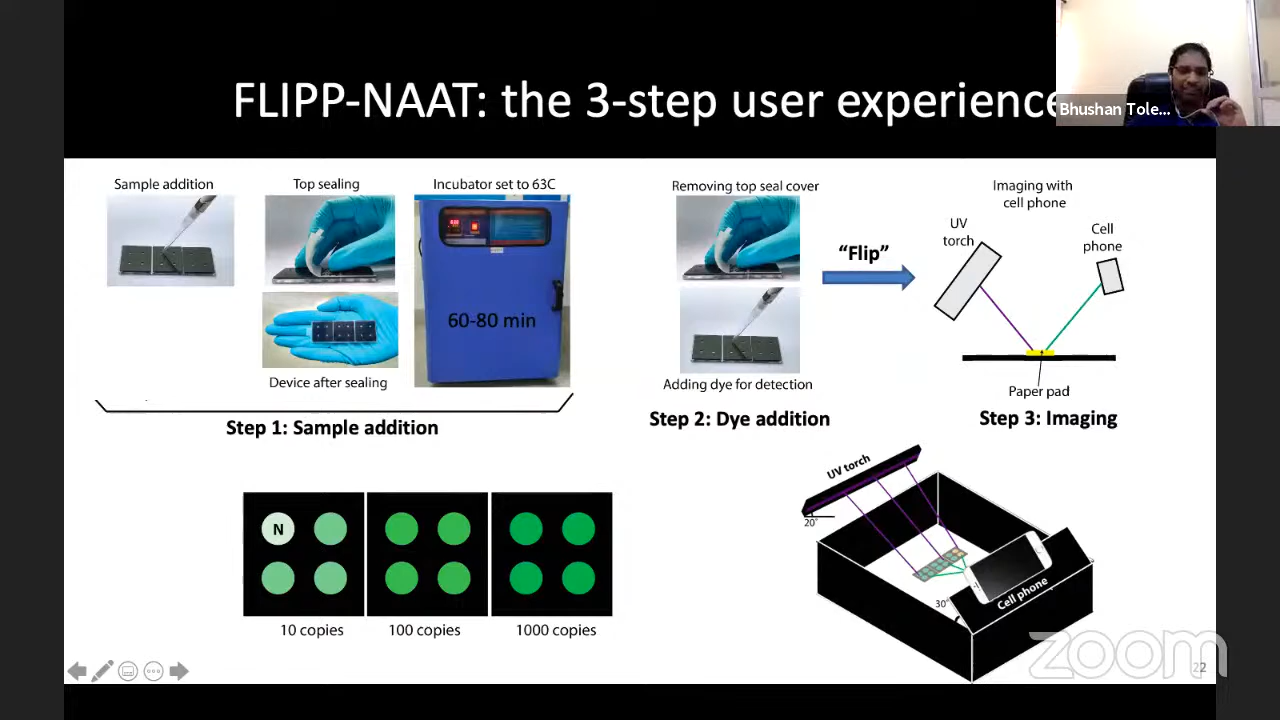 FLIPP-NAAT: the 3-step user experience
Bhushan Tole...
Sample addition
Top sealing
Incubator set to 63C
60-80 min
Device after sealing
Step 1: Sample addition
Removing top seal cover
Adding dye for detection
Step 2: Dye addition
“Flip”
Imaging with
cell phone
UV
torch
Cell
phone
Paper pad
Step 3: Imaging
N
10 copies
100 copies
1000 copies
UV torch
20°
30°
Cell phone
zoom
22